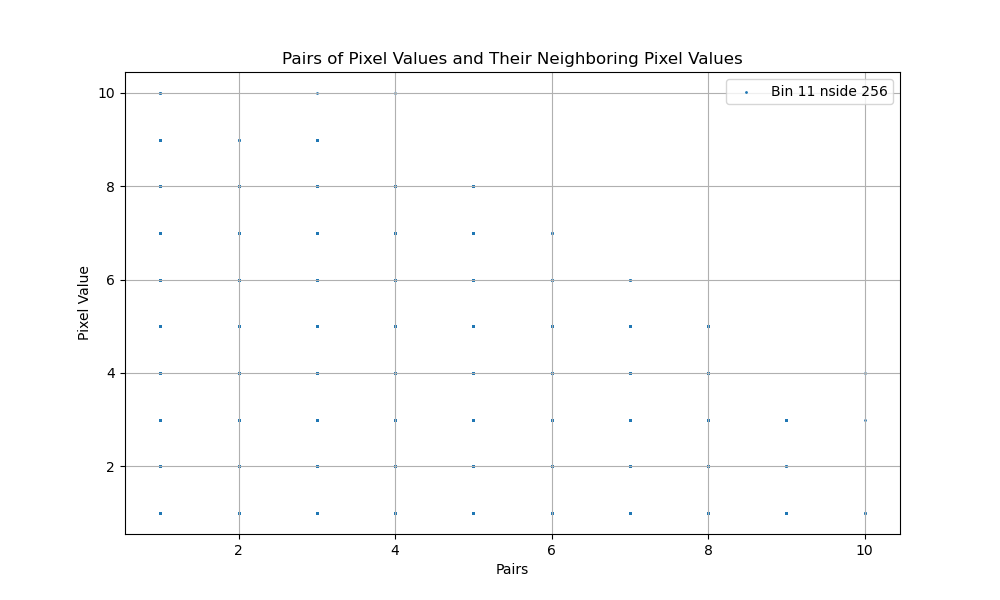 Pairs of Pixel Values and Their Neighboring Pixel Values
Bin 11 nside 256
Pixel Value
10
8
6
4
2
2 4 6 8 10
Pairs